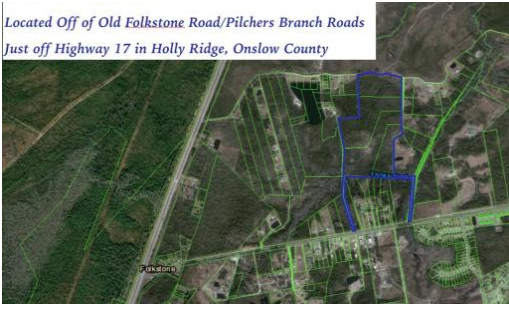 Located Off of Old Folkstone Road/Pilchers Branch Roads
Just off Highway 17 in Holly Ridge, Onslow County
Folkstone